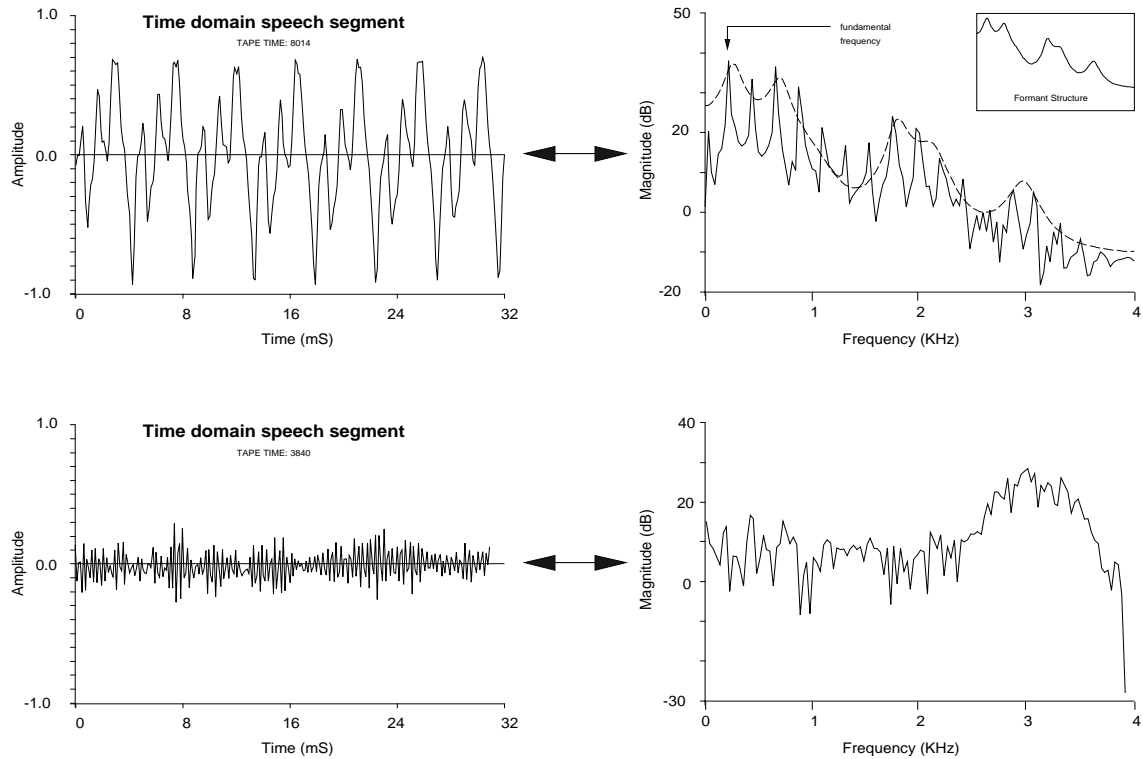 Time domain speech segment
TAPE TIME: 8014
1.0
0.0
-1.0
Amplitude
0 8 16 24 32
Time (mS)
50
20
0
-20
Magnitude (dB)
fundamental
frequency
Formant Structure
0 1 2 3 4
Frequency (KHz)
Time domain speech segment
TAPE TIME: 3840
1.0
0.0
-1.0
Amplitude
0 8 16 24 32
Time (mS)
40
20
0
-30
Magnitude (dB)
0 1 2 3 4
Frequency (KHz)